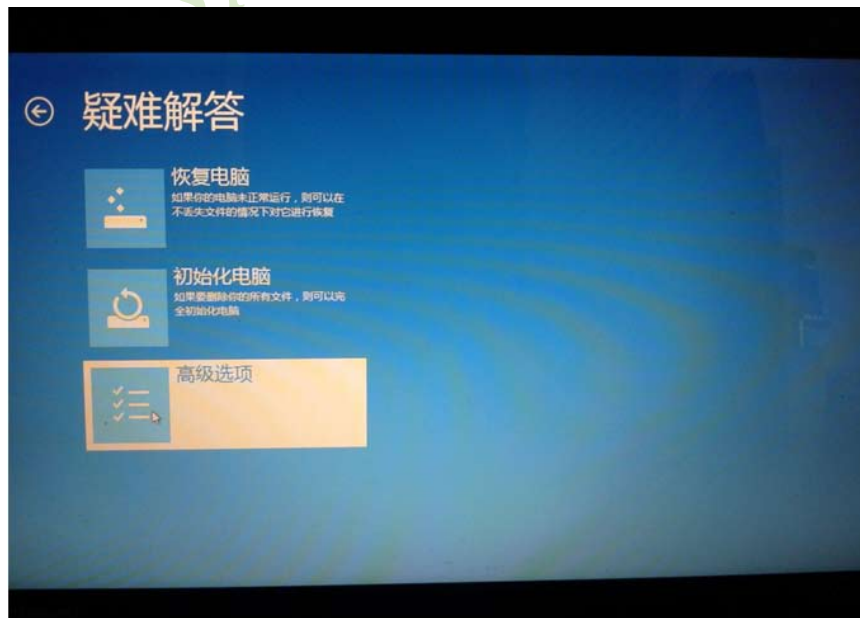 疑难解答
恢复电脑
如果你的电脑未正常运行，则可以在
不丢失文件的情况下对它进行恢复
初始化电脑
如果要删除你的所有文件，则可以完
全初始化电脑
高级选项